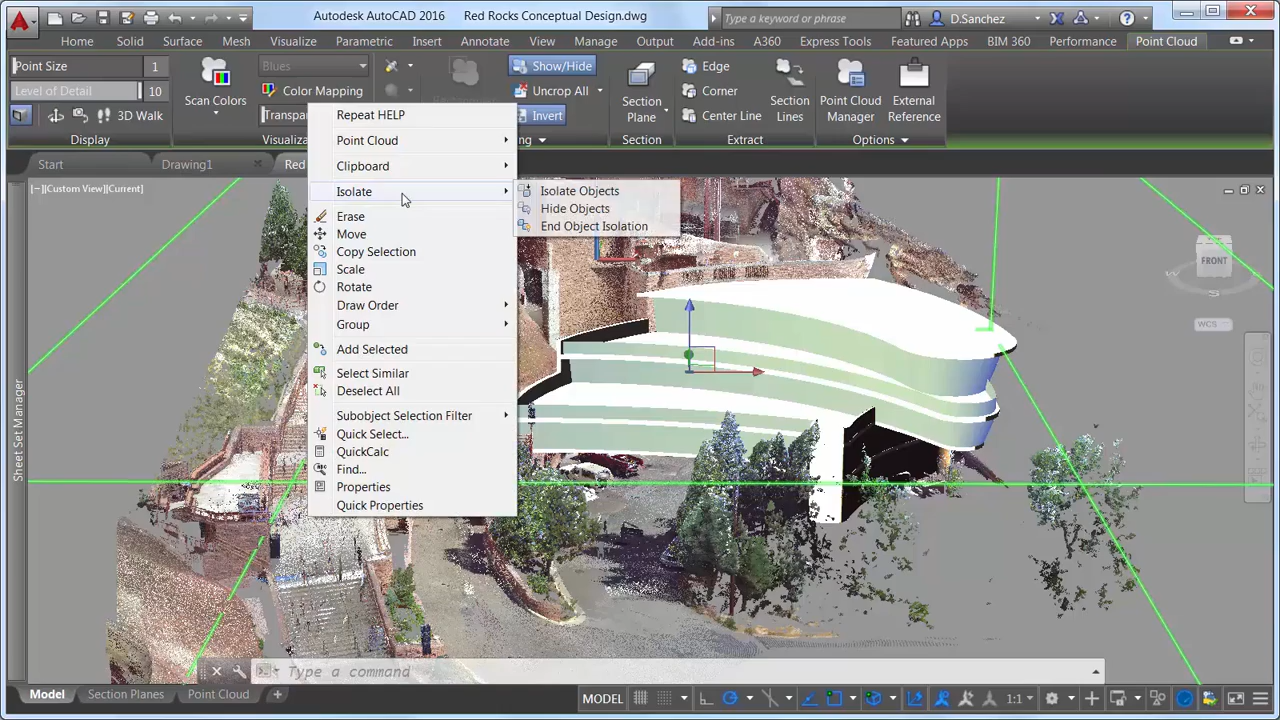 Autodesk AutoCAD 2016 Red Rocks Conceptual Design.dwg
Type a keyword or phrase
D.Sanchez
Home Solid Surface Mesh Visualize Parametric Insert Annotate View Manage Output Add-ins A360 Express Tools Featured Apps BIM 360 Performance Point Cloud
Point Size 1
Level of Detail 10
3D Walk
Display
Scan Colors
Blues
Color Mapping
Show/Hide
Uncrop All
Invert
Section Plane
Section
Edge
Corner
Center Line
Section Lines
Extract
Point Cloud Manager
External Reference
Options
Start Drawing1 Red
[−][Custom View][Current]
Repeat HELP
Point Cloud
Clipboard
Isolate
Erase
Move
Copy Selection
Scale
Rotate
Draw Order
Group
Add Selected
Select Similar
Deselect All
Subobject Selection Filter
Quick Select...
QuickCalc
Find...
Properties
Quick Properties
Isolate Objects
Hide Objects
End Object Isolation
FRONT
W
S
WCS
Sheet Set Manager
Type a command
Model Section Planes Point Cloud +
MODEL
1:1